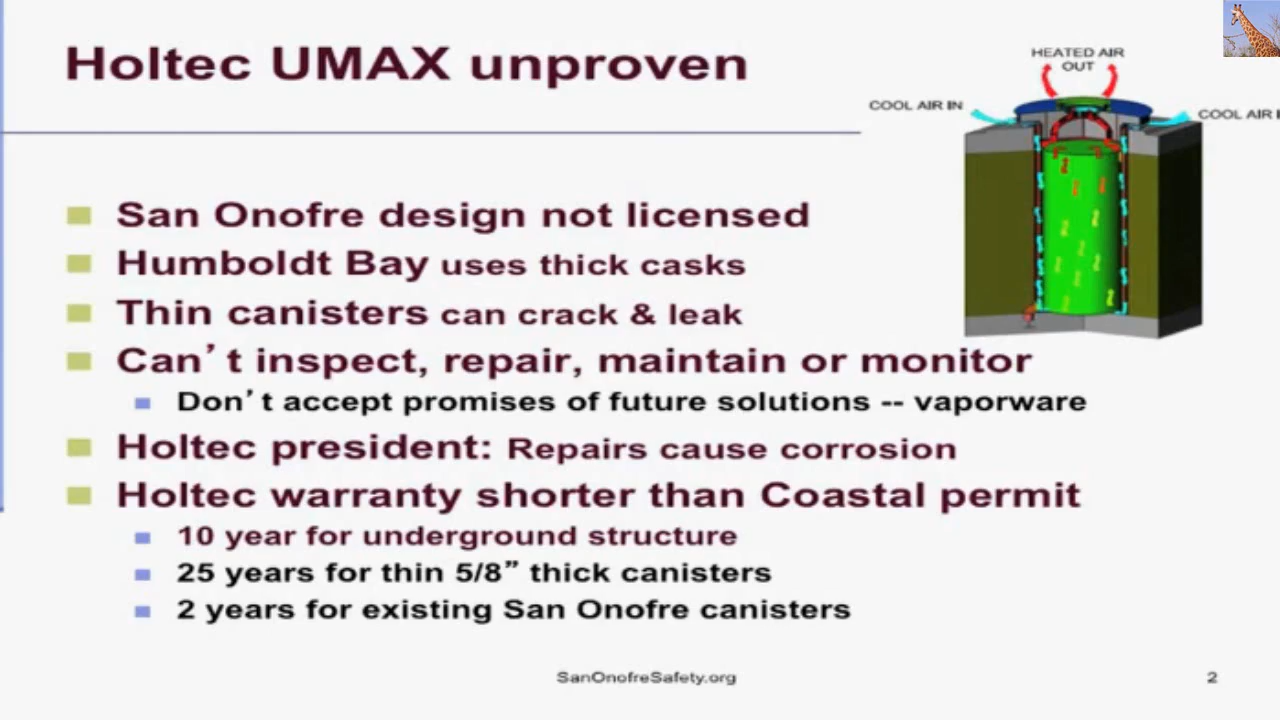 Holtec UMAX unproven
HEATED AIR
OUT
COOL AIR IN
COOL AIR I
San Onofre design not licensed
Humboldt Bay uses thick casks
Thin canisters can crack & leak
Can’t inspect, repair, maintain or monitor
Don’t accept promises of future solutions -- vaporware
Holtec president: Repairs cause corrosion
Holtec warranty shorter than Coastal permit
10 year for underground structure
25 years for thin 5/8” thick canisters
2 years for existing San Onofre canisters
SanOnofreSafety.org
2